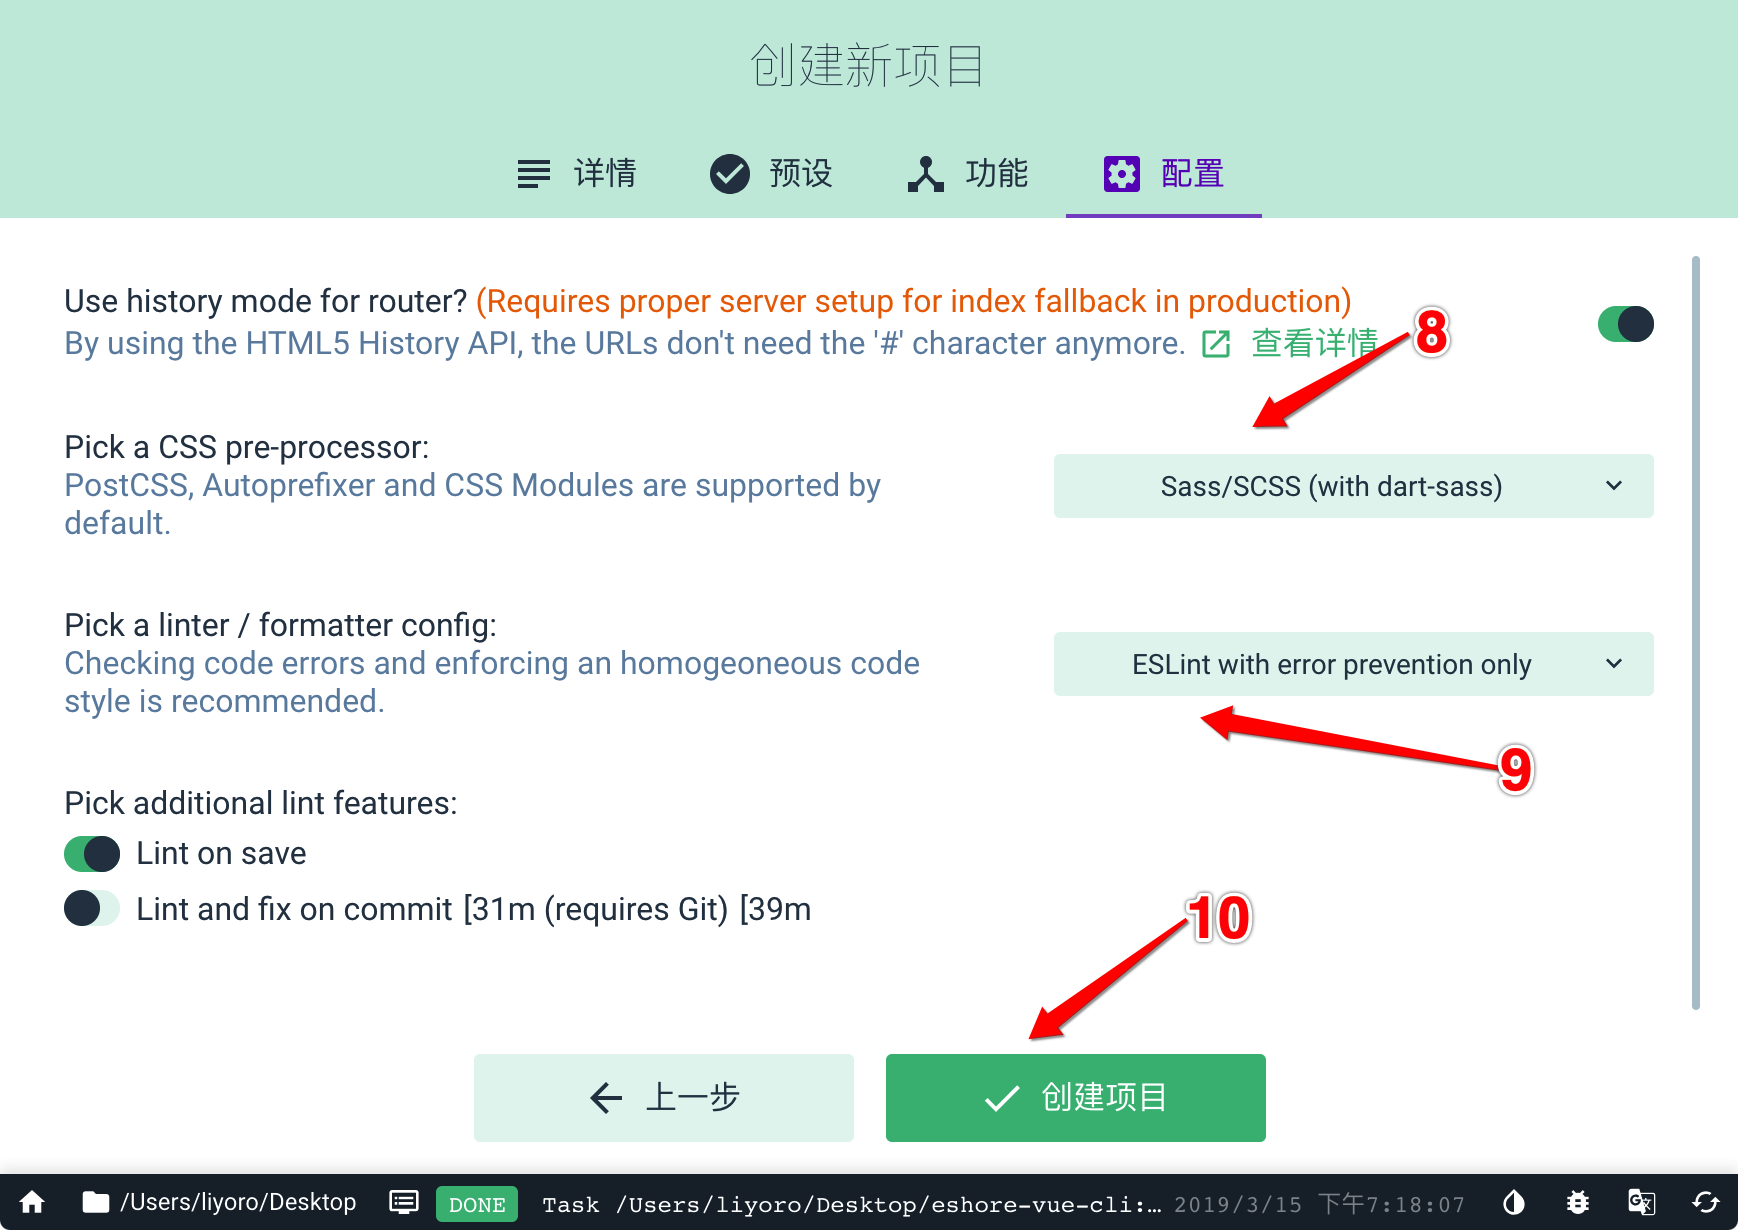 创建新项目
详情 预设 功能 配置
Use history mode for router? (Requires proper server setup for index fallback in production)
By using the HTML5 History API, the URLs don't need the '#' character anymore. 查看详情
8
Pick a CSS pre-processor:
PostCSS, Autoprefixer and CSS Modules are supported by
default.
Sass/SCSS (with dart-sass)
Pick a linter / formatter config:
Checking code errors and enforcing an homogeoneous code
style is recommended.
ESLint with error prevention only
9
Pick additional lint features:
Lint on save
Lint and fix on commit [31m (requires Git) [39m
10
上一步 创建项目
/Users/liyoro/Desktop DONE Task /Users/liyoro/Desktop/eshore-vue-cli:… 2019/3/15 下午7:18:07